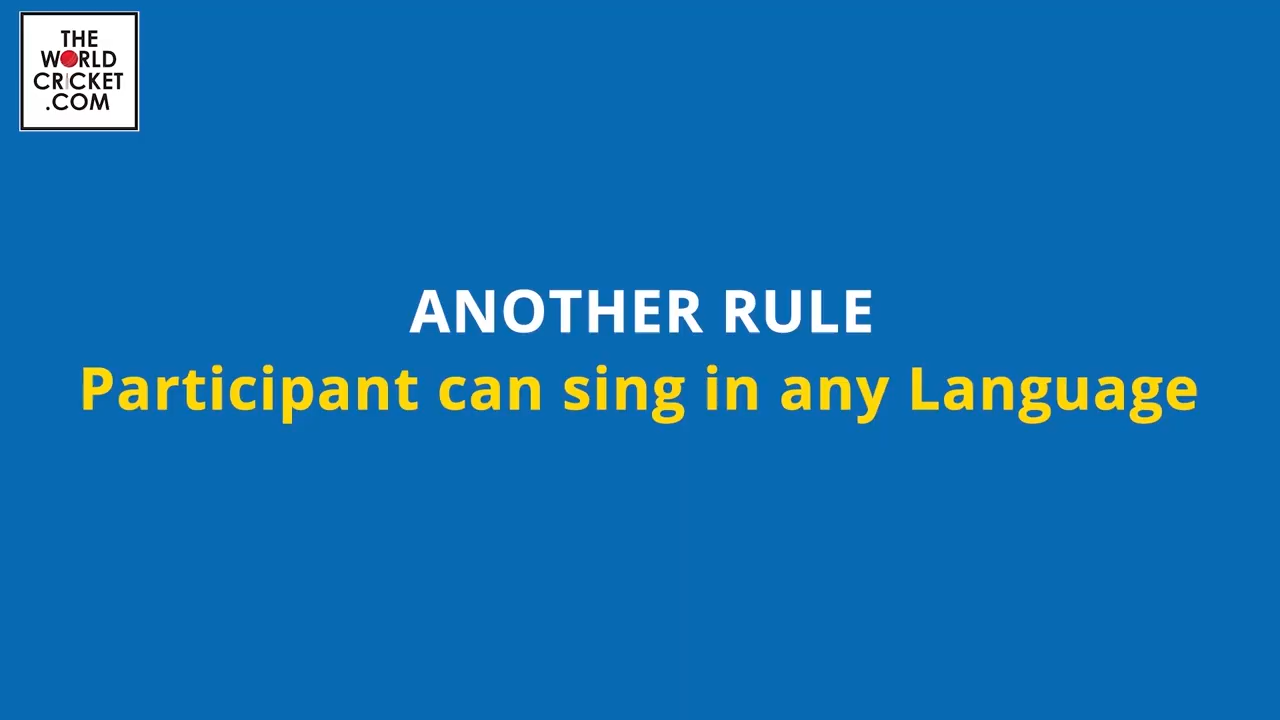 THE
WORLD
CRICKET
.COM
ANOTHER RULE
Participant can sing in any Language